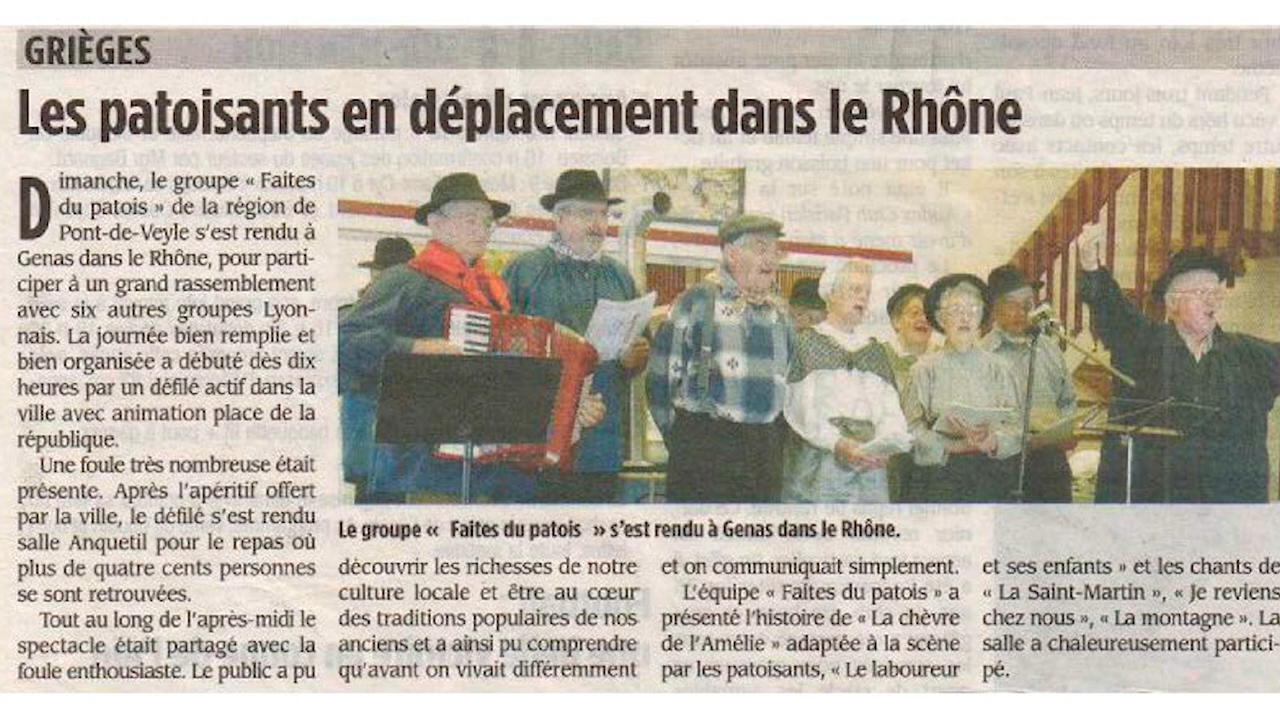 GRIÈGES
Les patoisants en déplacement dans le Rhône
Dimanche, le groupe « Faites
du patois » de la région de
Pont-de-Veyle s'est rendu à
Genas dans le Rhône, pour parti-
ciper à un grand rassemblement
avec six autres groupes Lyon-
nais. La journée bien remplie et
bien organisée a débuté dès dix
heures par un défilé actif dans la
ville avec animation place de la
république.
Une foule très nombreuse était
présente. Après l'apéritif offert
par la ville, le défilé s'est rendu
salle Anquetil pour le repas où
plus de quatre cents personnes
se sont retrouvées.
Tout au long de l'après-midi le
spectacle était partagé avec la
foule enthousiaste. Le public a pu
Le groupe « Faites du patois » s'est rendu à Genas dans le Rhône.
découvrir les richesses de notre
culture locale et être au cœur
des traditions populaires de nos
anciens et a ainsi pu comprendre
qu'avant on vivait différemment
et on communiquait simplement.
L'équipe « Faites du patois » a
présenté l'histoire de « La chèvre
de l'Amélie » adaptée à la scène
par les patoisants, « Le laboureur
et ses enfants » et les chants de
« La Saint-Martin », « Je reviens
chez nous », « La montagne ». La
salle a chaleureusement partici-
pé.